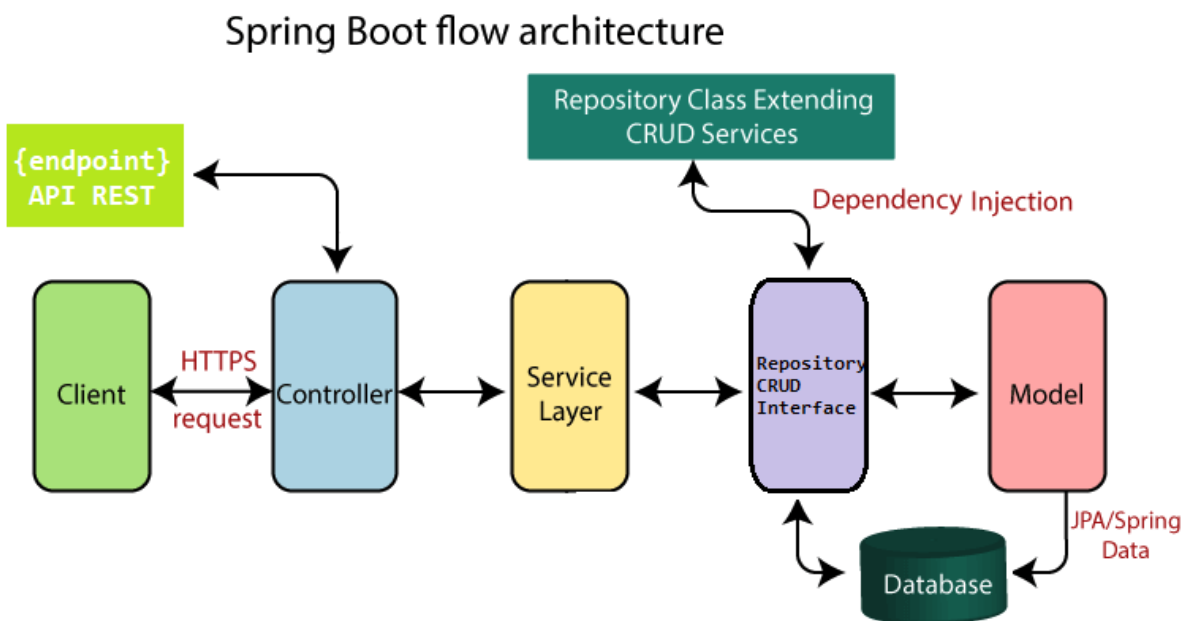 Spring Boot flow architecture
Repository Class Extending
CRUD Services
{endpoint}
API REST
Dependency Injection
Client
HTTPS
request
Controller
Service
Layer
Repository
CRUD
Interface
Model
JPA/Spring
Data
Database